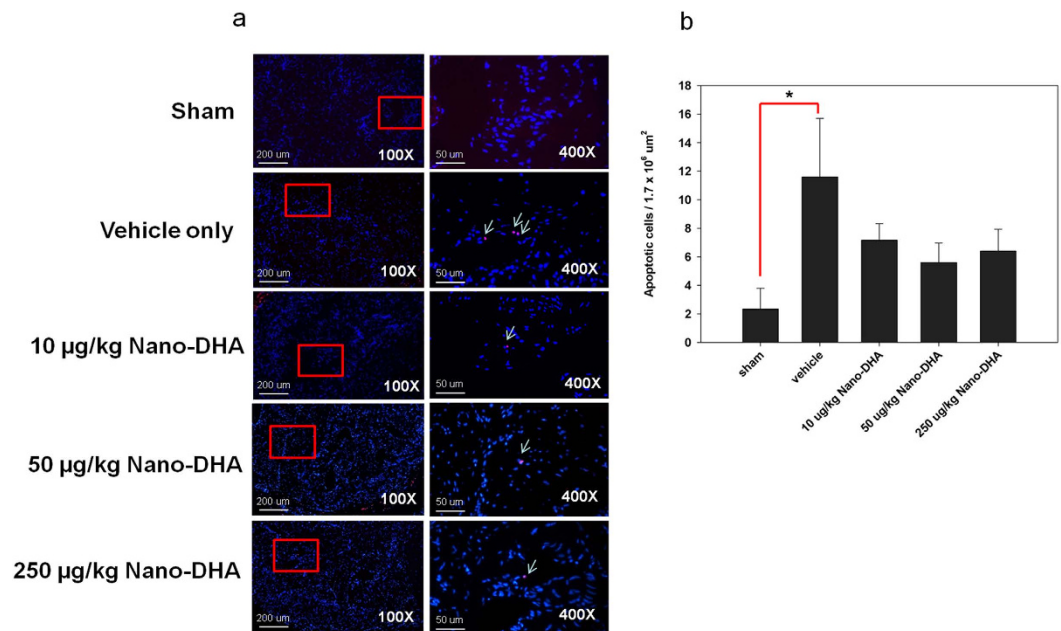 a
Sham
200 um
100X
50 um
400X
Vehicle only
200 um
100X
50 um
400X
10 µg/kg Nano-DHA
200 um
100X
50 um
400X
50 µg/kg Nano-DHA
200 um
100X
50 um
400X
250 µg/kg Nano-DHA
200 um
100X
50 um
400X
b
Apoptotic cells / 1.7 x 10⁶ um²
18
16
14
12
10
8
6
4
2
0
*
sham
vehicle
10 ug/kg Nano-DHA
50 ug/kg Nano-DHA
250 ug/kg Nano-DHA